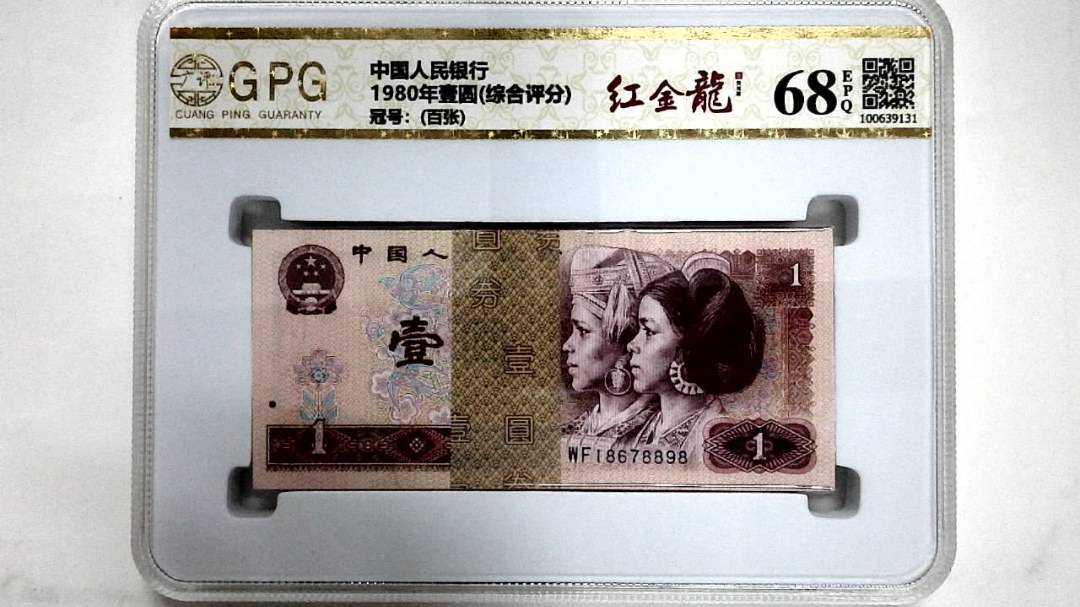 GPG
GUANG PING GUARANTY
中国人民银行
1980年壹圆(综合评分)
冠号：(百张)
红金龍
68
EPQ
100639131
中国人
壹
1
圆
券
壹
圆
壹
1
WF18678898
1